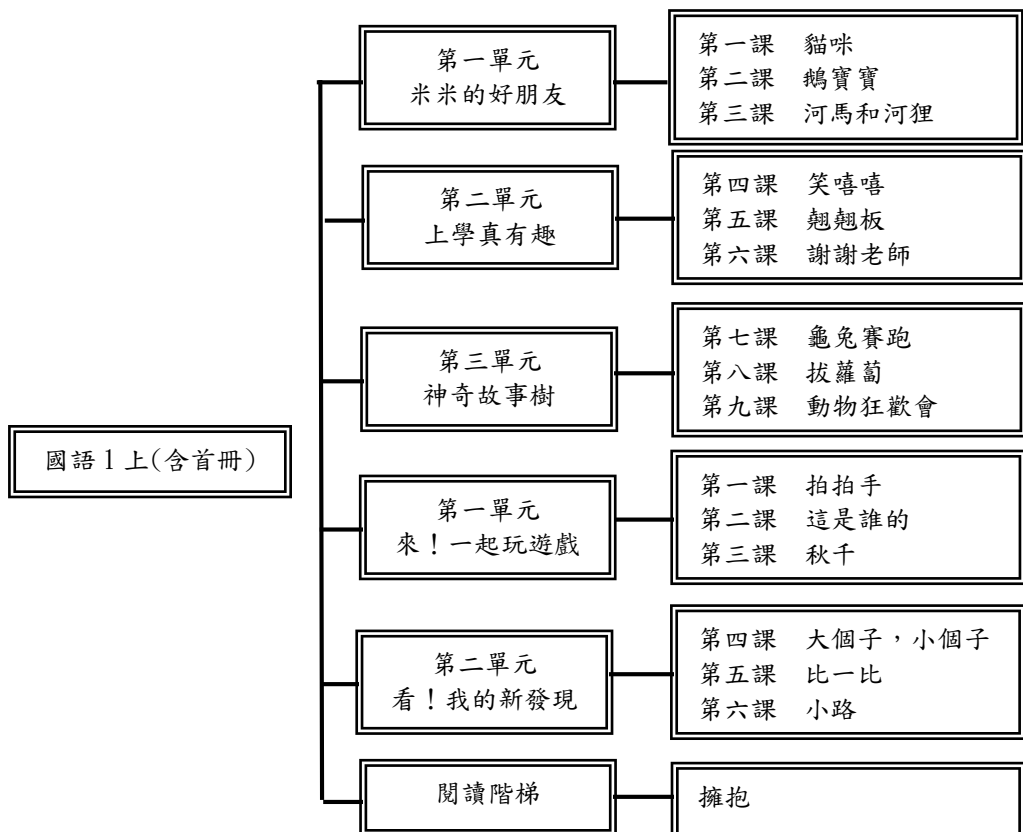 國語1上(含首冊)
第一單元
米米的好朋友
第一課 貓咪
第二課 鵝寶寶
第三課 河馬和河狸
第二單元
上學真有趣
第四課 笑嘻嘻
第五課 翹翹板
第六課 謝謝老師
第三單元
神奇故事樹
第七課 龜兔賽跑
第八課 拔蘿蔔
第九課 動物狂歡會
第一單元
來！一起玩遊戲
第一課 拍拍手
第二課 這是誰的
第三課 秋千
第二單元
看！我的新發現
第四課 大個子，小個子
第五課 比一比
第六課 小路
閱讀階梯
擁抱